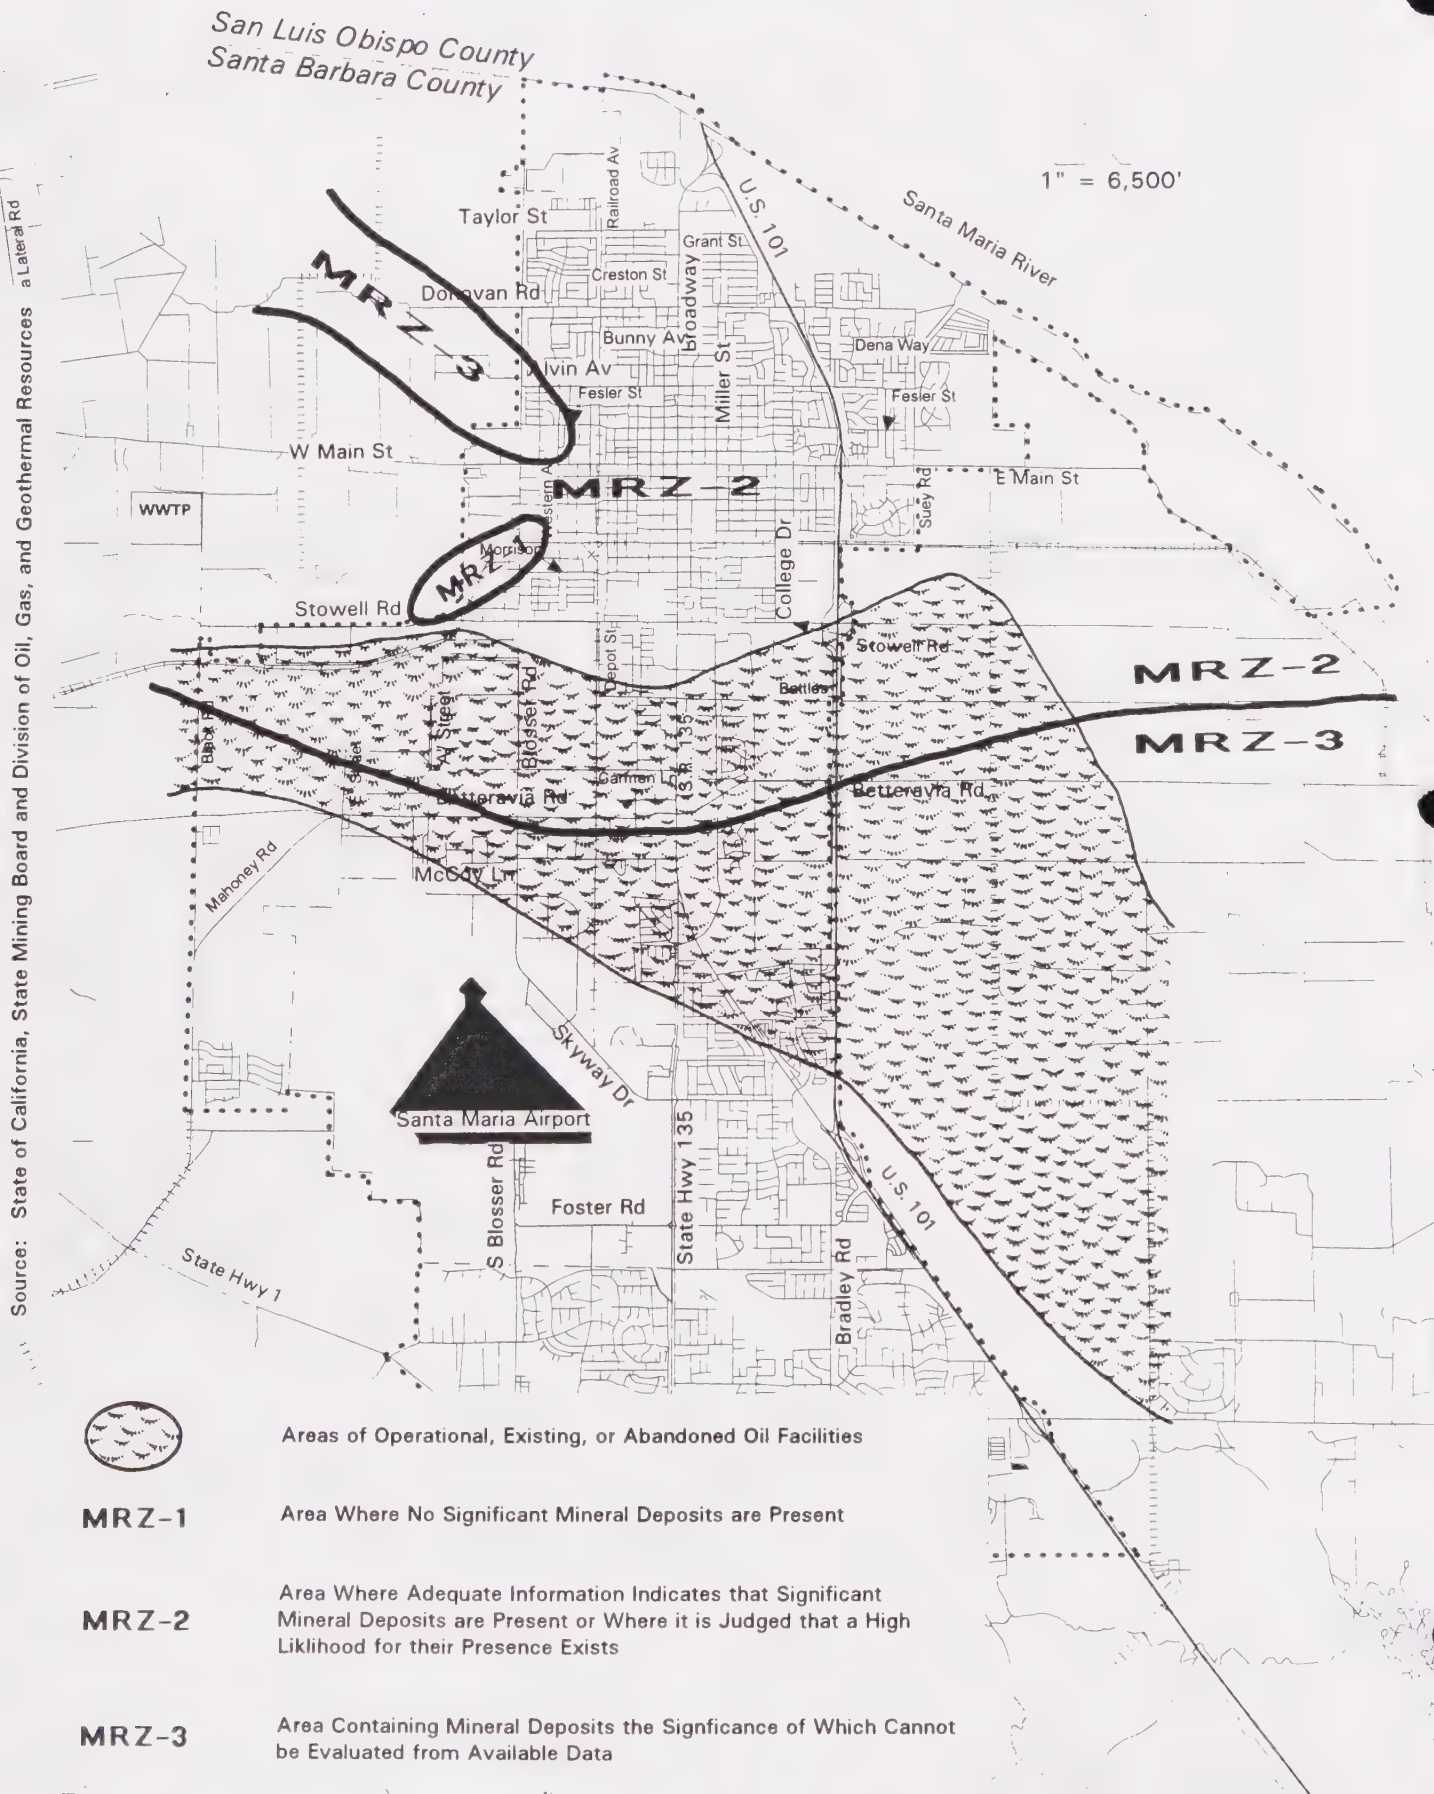 San Luis Obispo County
Santa Barbara County
1" = 6,500'
Source: State of California, State Mining Board and Division of Oil, Gas, and Geothermal Resources
a Lateral Rd
Railroad Av
U.S. 101
Santa Maria River
Taylor St
Grant St
Creston St
Broadway
MRZ-3
Donovan Rd
Bunny Av
Dena Way
Alvin Av
Miller St
Fesler St
Fesler St
W Main St
MRZ-2
E Main St
Suey Rd
WWTP
Morrison
MRZ-1
College Dr
Stowell Rd
Stowell Rd
Depot St
MRZ-2
Battles
Black Rd
'A' Street
Blosser Rd
S.R. 135
MRZ-3
Carmen Ln
Betteravia Rd
Betteravia Rd
Mahoney Rd
McCoy Ln
Skyway Dr
Santa Maria Airport
S Blosser Rd
State Hwy 135
U.S. 101
Foster Rd
Bradley Rd
State Hwy 1
Areas of Operational, Existing, or Abandoned Oil Facilities
MRZ-1
Area Where No Significant Mineral Deposits are Present
MRZ-2
Area Where Adequate Information Indicates that Significant
Mineral Deposits are Present or Where it is Judged that a High
Liklihood for their Presence Exists
MRZ-3
Area Containing Mineral Deposits the Signficance of Which Cannot
be Evaluated from Available Data